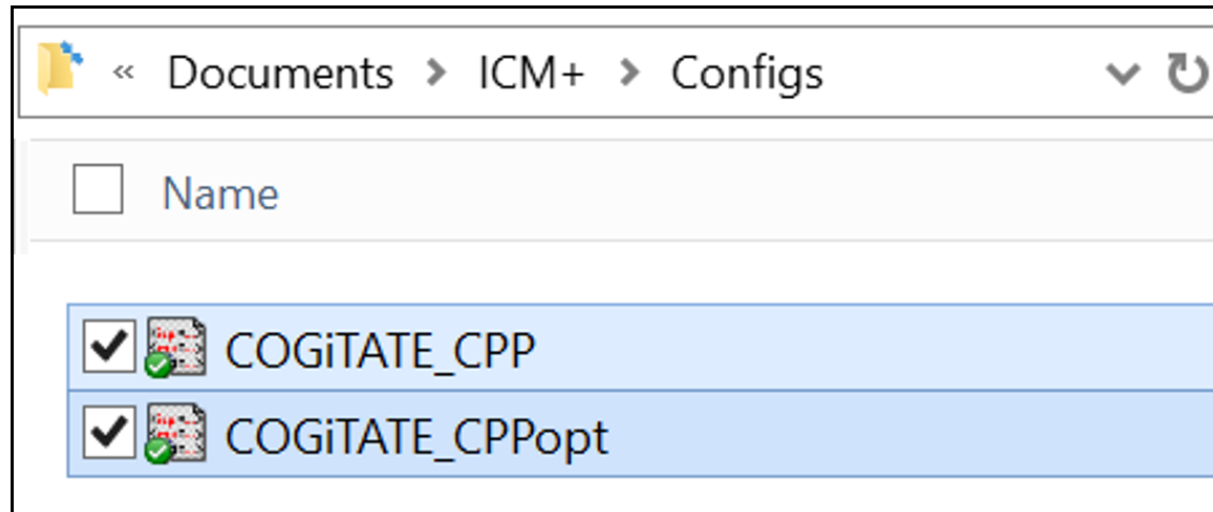 « Documents > ICM+ > Configs
Name
COGiTATE_CPP
COGiTATE_CPPopt